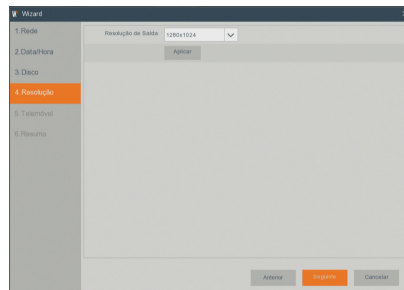 Wizard
1.Rede
Resolução de Saída 1280x1024
2.Data/Hora
Aplicar
3.Disco
4.Resolução
5.Telemóvel
6.Resumo
Anterior Seguinte Cancelar